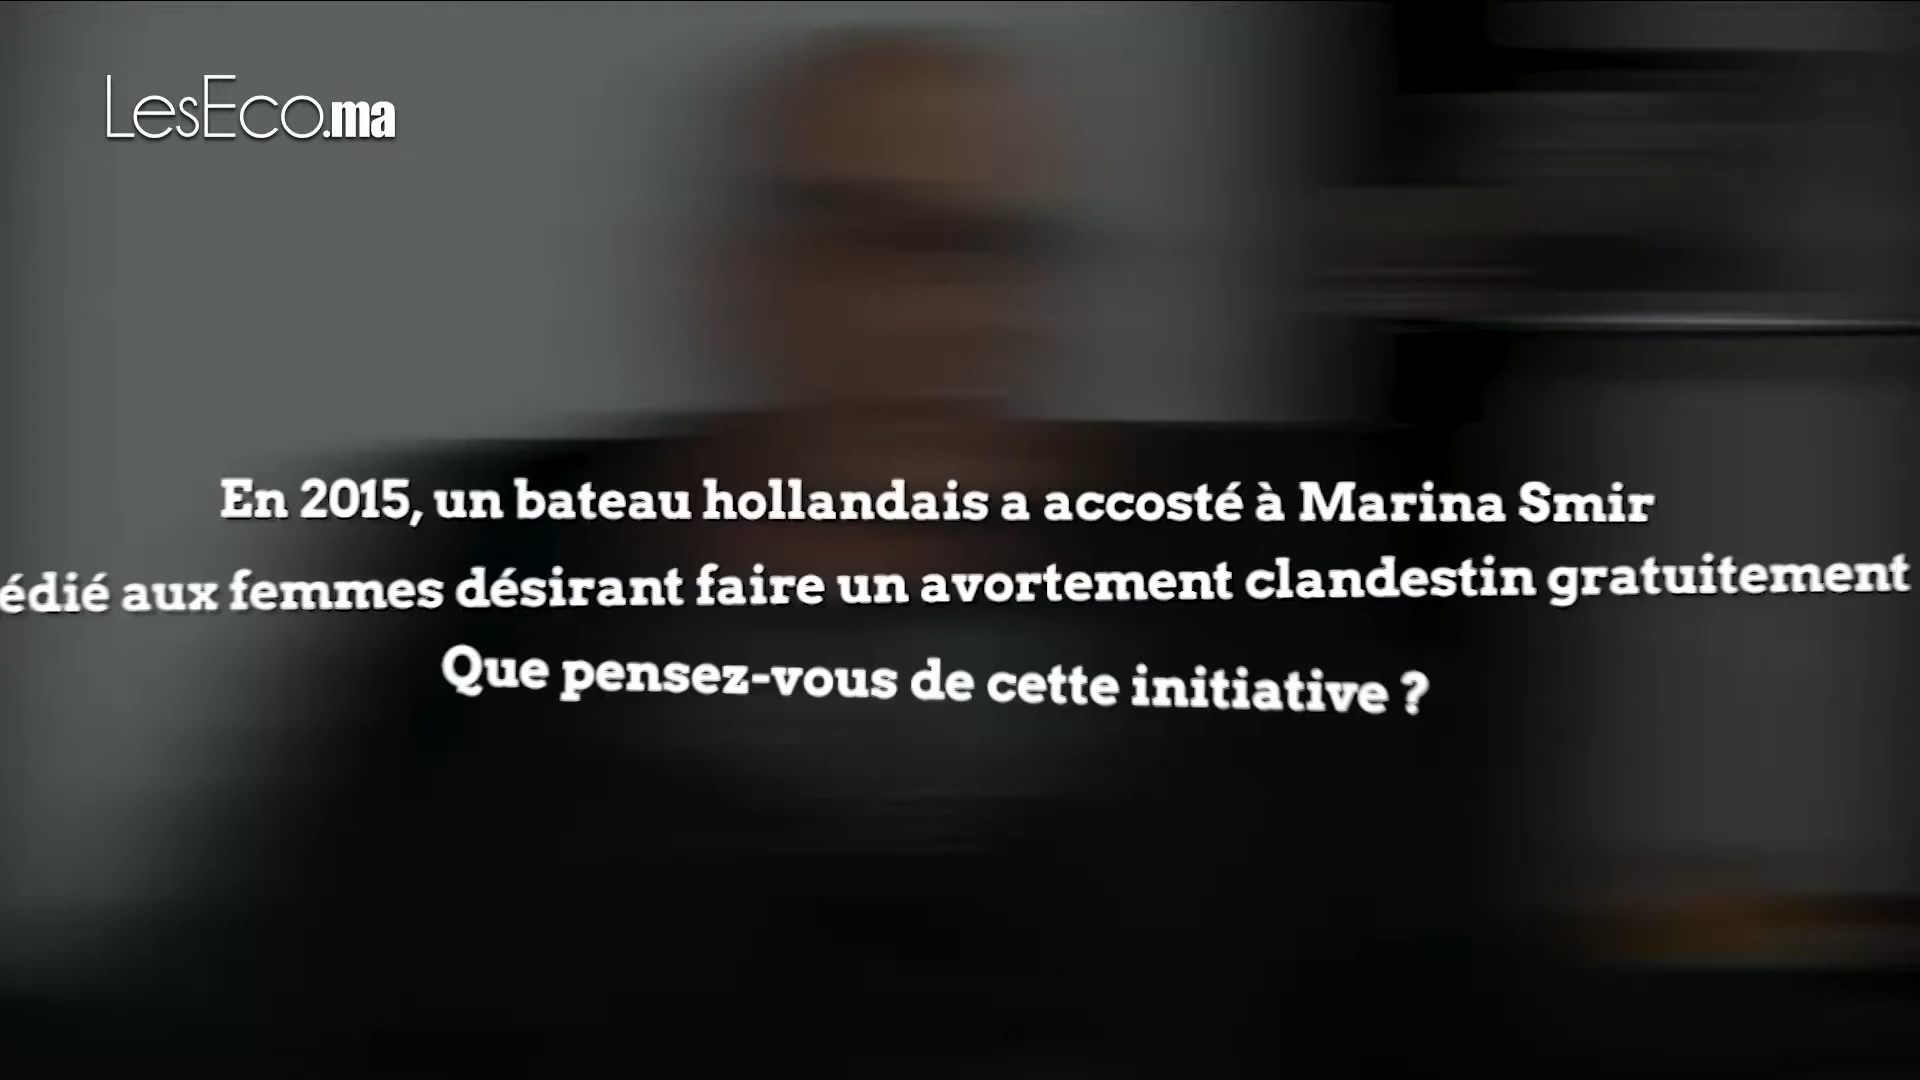 LesEco.ma
En 2015, un bateau hollandais a accosté à Marina Smir
édié aux femmes désirant faire un avortement clandestin gratuitement
Que pensez-vous de cette initiative ?